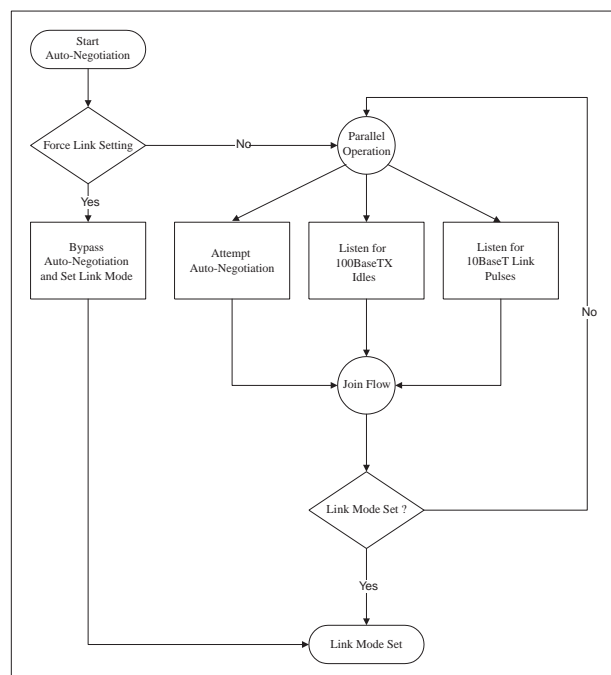 Start
Auto-Negotiation
Force Link Setting
No
Parallel
Operation
Yes
Bypass
Auto-Negotiation
and Set Link Mode
Attempt
Auto-Negotiation
Listen for
100BaseTX
Idles
Listen for
10BaseT Link
Pulses
No
Join Flow
Link Mode Set ?
Yes
Link Mode Set